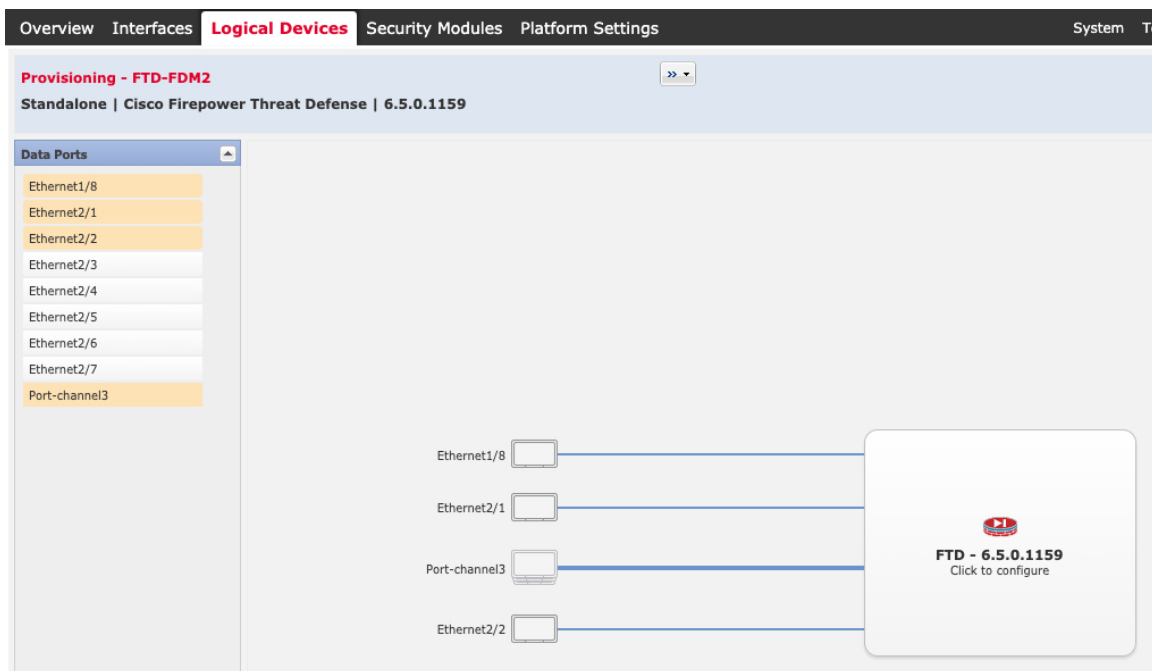 Overview Interfaces Logical Devices Security Modules Platform Settings System
Provisioning - FTD-FDM2
Standalone | Cisco Firepower Threat Defense | 6.5.0.1159
Data Ports
Ethernet1/8
Ethernet2/1
Ethernet2/2
Ethernet2/3
Ethernet2/4
Ethernet2/5
Ethernet2/6
Ethernet2/7
Port-channel3
Ethernet1/8
Ethernet2/1
Port-channel3
Ethernet2/2
FTD - 6.5.0.1159
Click to configure